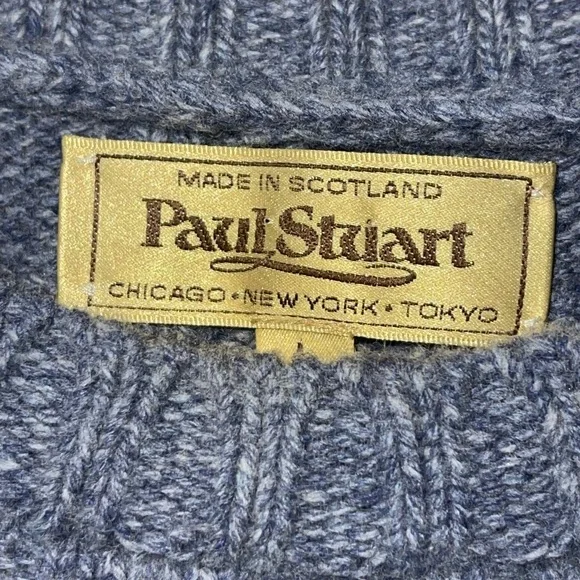 MADE IN SCOTLAND
Paul Stuart
CHICAGO • NEW YORK • TOKYO